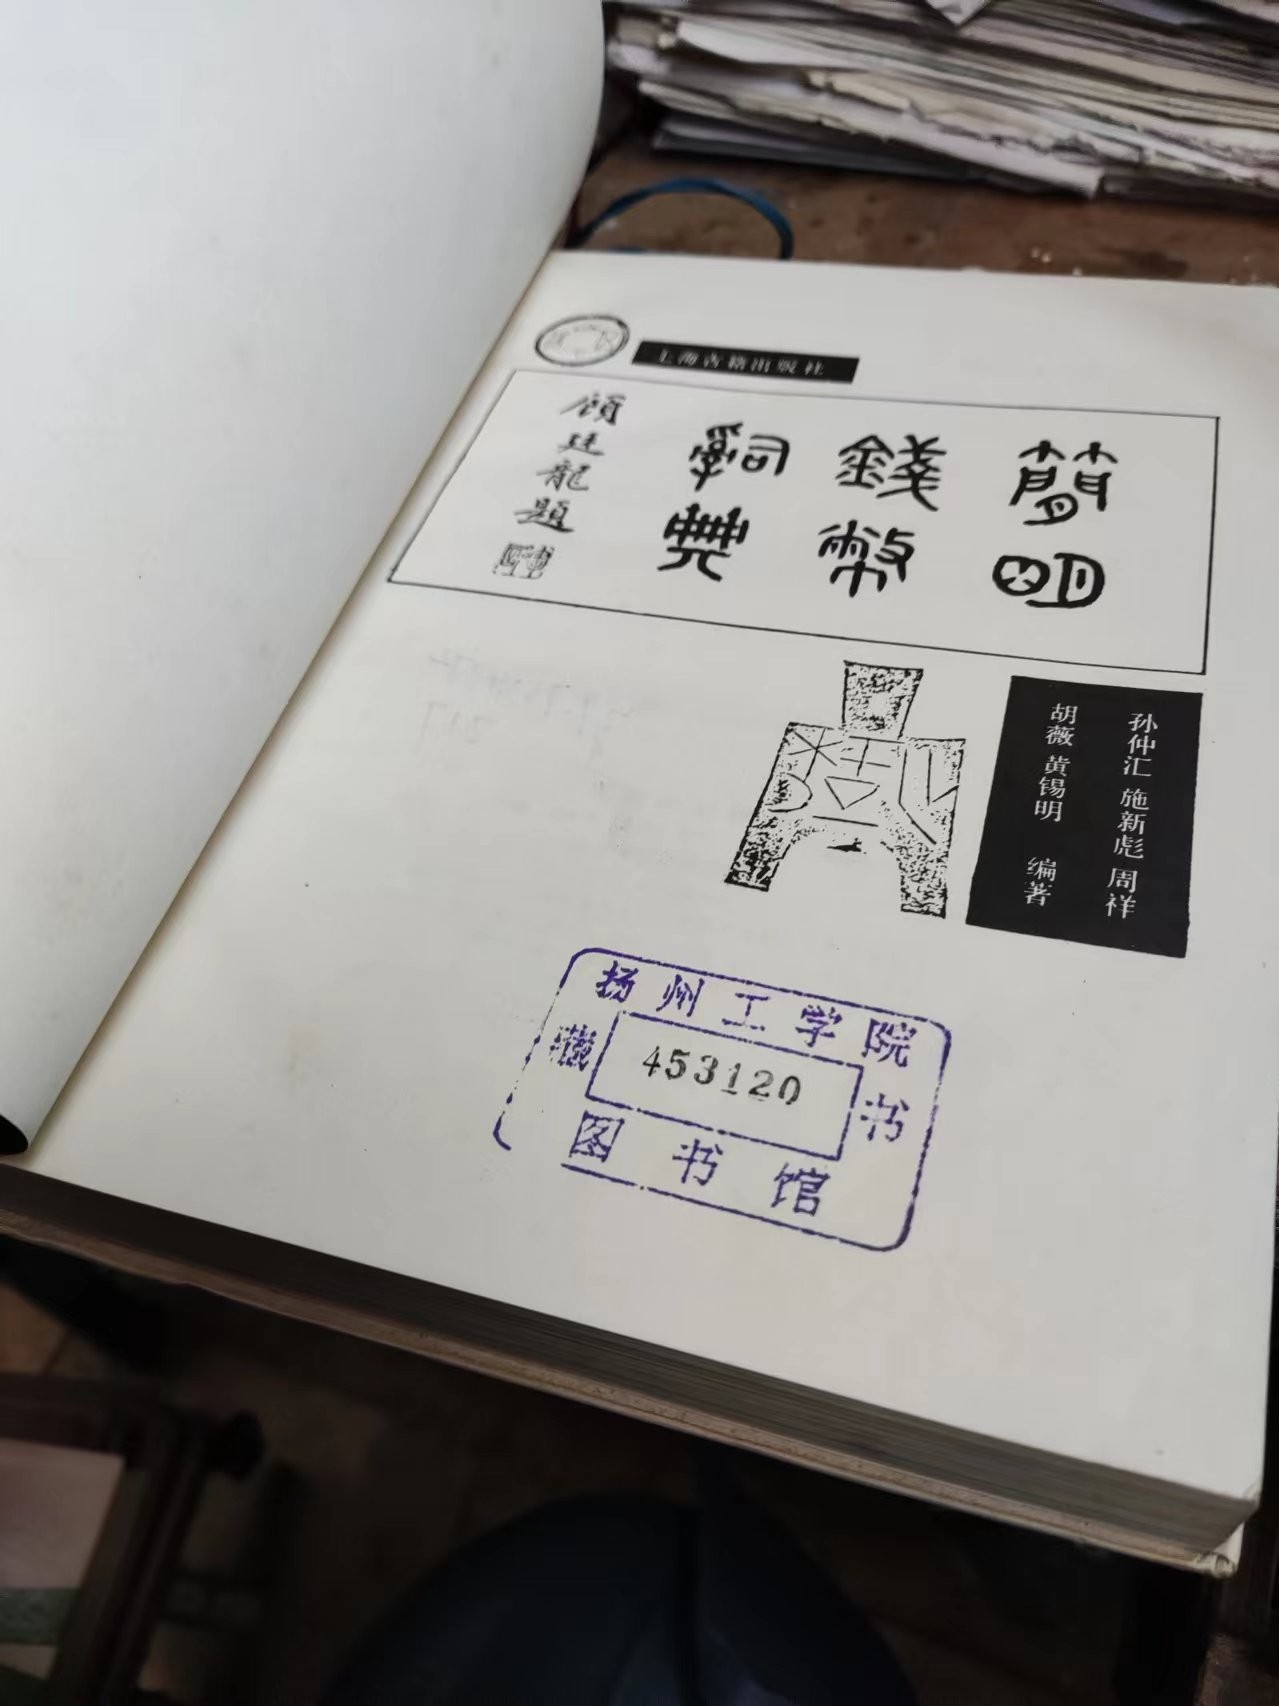 上海古籍出版社
簡明
錢幣
辭典
顧廷龍題
孙仲汇 施新彪 周祥
胡薇 黄锡明 编著
扬州工学院
藏 453120 书
图书馆